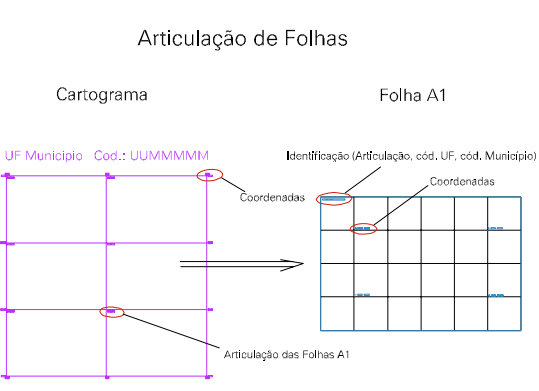 Articulação de Folhas
Cartograma
Folha A1
UF Municipio Cod.: UUMMMMM
Identificação (Articulação, cód. UF, cód. Município)
Coordenadas
Coordenadas
Articulação das Folhas A1